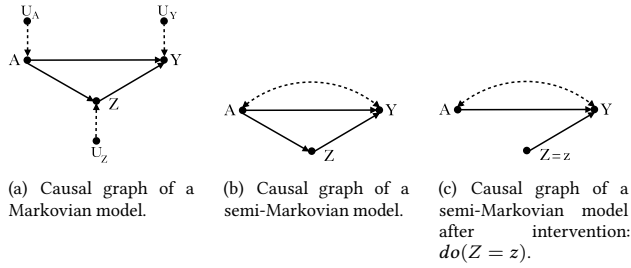 U_A U_Y
A Y
Z
U_Z
A Y
Z
A Y
Z=z
(a) Causal graph of a
Markovian model.
(b) Causal graph of a
semi-Markovian model.
(c) Causal graph of a
semi-Markovian model
after intervention:
do(Z = z).